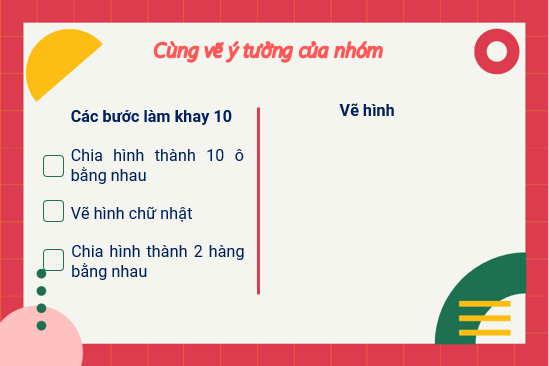 Cùng vẽ ý tưởng của nhóm
Các bước làm khay 10
Chia hình thành 10 ô
bằng nhau
Vẽ hình chữ nhật
Chia hình thành 2 hàng
bằng nhau
Vẽ hình